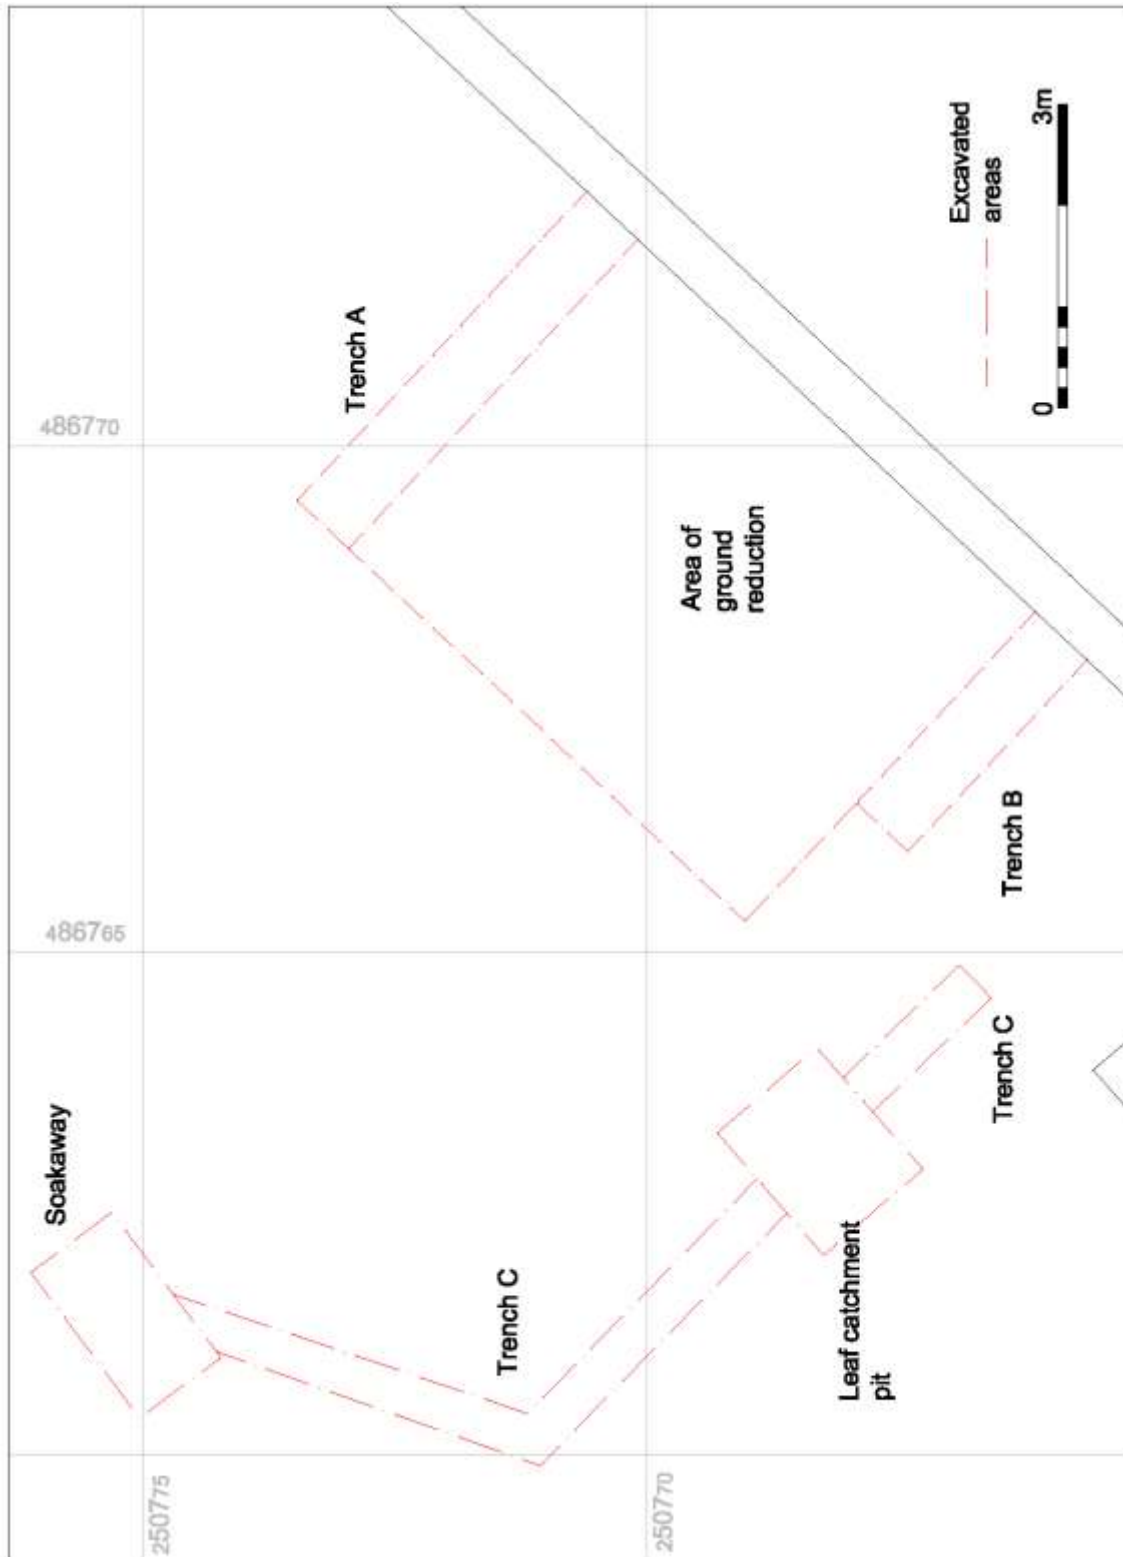 Soakaway
Trench C
Leaf catchment
pit
Trench C
Trench A
Area of
ground
reduction
Trench B
Excavated
areas
0
3m
486770
486765
250775
250770